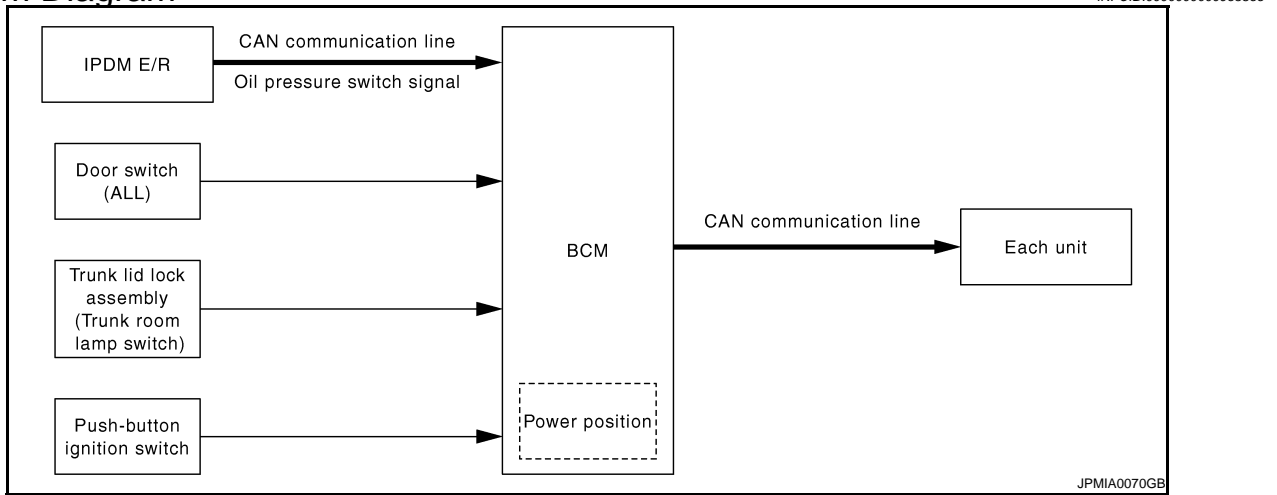 IPDM E/R
CAN communication line
Oil pressure switch signal
Door switch
(ALL)
Trunk lid lock
assembly
(Trunk room
lamp switch)
Push-button
ignition switch
BCM
Power position
CAN communication line
Each unit
JPMIA0070GB